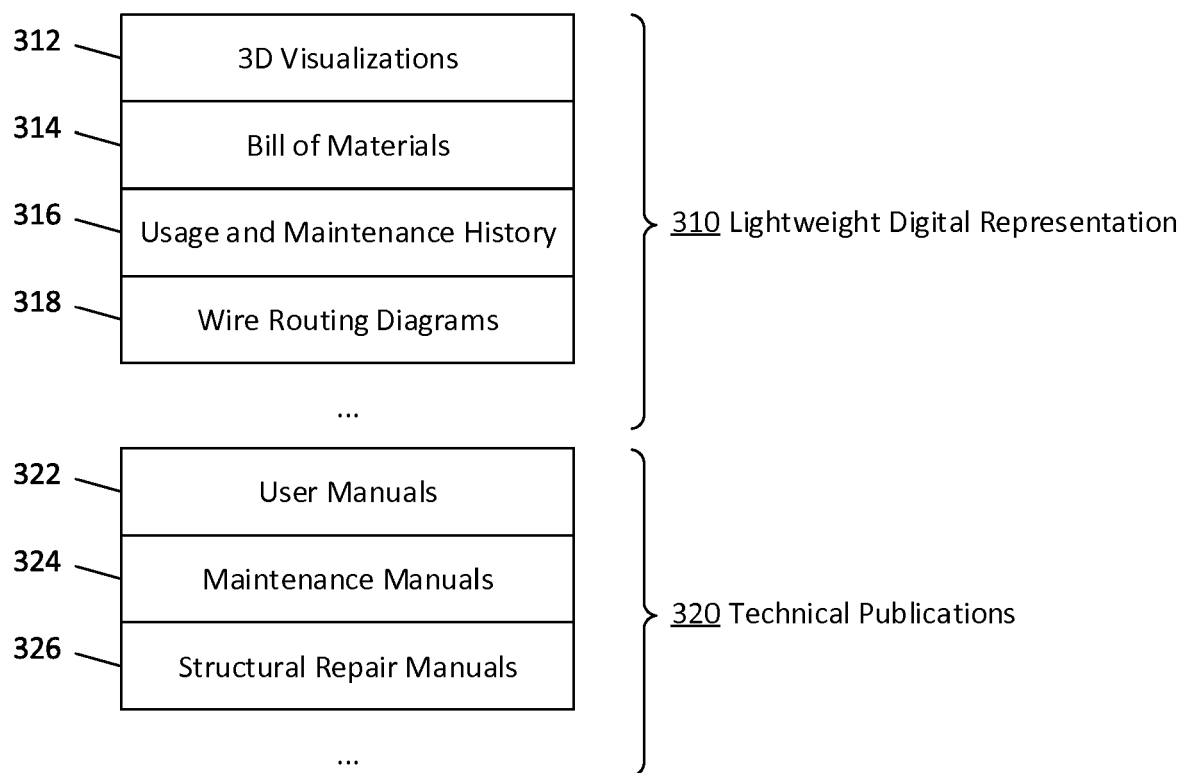 312 3D Visualizations
314 Bill of Materials
316 Usage and Maintenance History
310 Lightweight Digital Representation
318 Wire Routing Diagrams
...
322 User Manuals
324 Maintenance Manuals
320 Technical Publications
326 Structural Repair Manuals
...